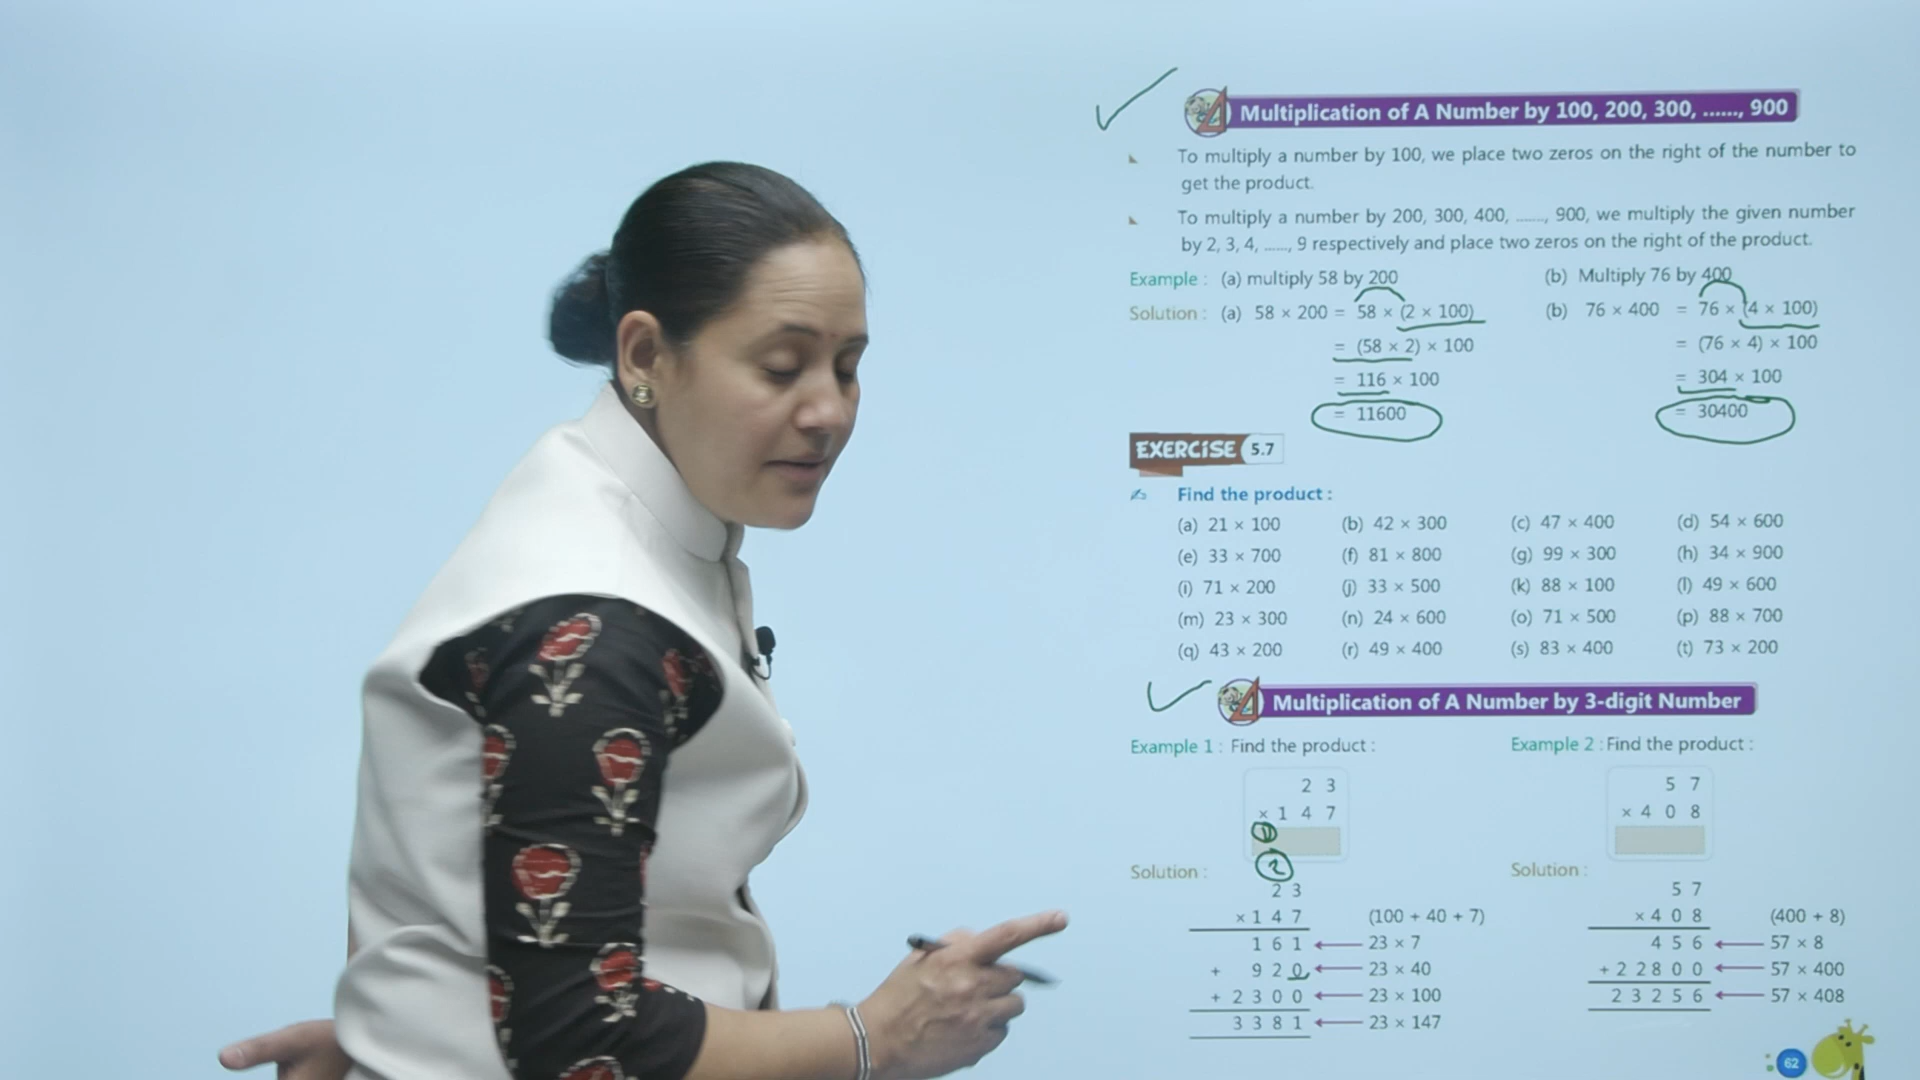 Multiplication of A Number by 100, 200, 300, ......, 900
To multiply a number by 100, we place two zeros on the right of the number to
get the product.
To multiply a number by 200, 300, 400, ......., 900, we multiply the given number
by 2, 3, 4, ......, 9 respectively and place two zeros on the right of the product.
Example : (a) multiply 58 by 200 (b) Multiply 76 by 400
Solution : (a) 58 × 200 = 58 × (2 × 100) (b) 76 × 400 = 76 × (4 × 100)
= (58 × 2) × 100 = (76 × 4) × 100
= 116 × 100 = 304 × 100
= 11600 = 30400
EXERCISE 5.7
Find the product :
(a) 21 × 100 (b) 42 × 300 (c) 47 × 400 (d) 54 × 600
(e) 33 × 700 (f) 81 × 800 (g) 99 × 300 (h) 34 × 900
(i) 71 × 200 (j) 33 × 500 (k) 88 × 100 (l) 49 × 600
(m) 23 × 300 (n) 24 × 600 (o) 71 × 500 (p) 88 × 700
(q) 43 × 200 (r) 49 × 400 (s) 83 × 400 (t) 73 × 200
Multiplication of A Number by 3-digit Number
Example 1 : Find the product : Example 2 : Find the product :
2 3 5 7
× 1 4 7 × 4 0 8
Solution : 2 Solution :
2 3 5 7
× 1 4 7 (100 + 40 + 7) × 4 0 8 (400 + 8)
1 6 1 23 × 7 4 5 6 57 × 8
+ 9 2 0 23 × 40 + 2 2 8 0 0 57 × 400
+ 2 3 0 0 23 × 100 2 3 2 5 6 57 × 408
3 3 8 1 23 × 147
62